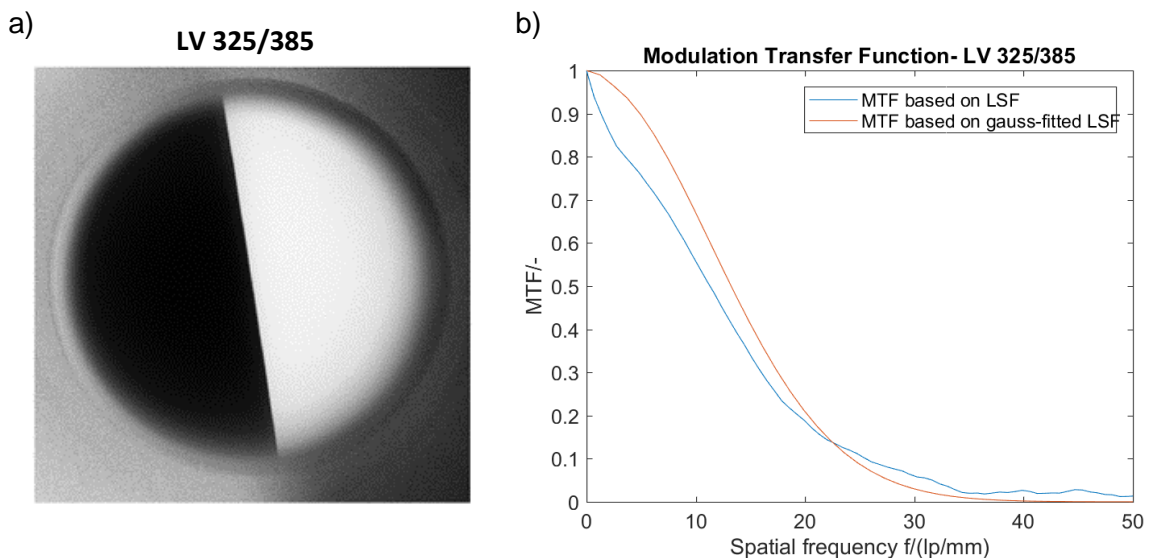 a)
LV 325/385
b)
Modulation Transfer Function- LV 325/385
MTF based on LSF
MTF based on gauss-fitted LSF
MTF/-
1
0.9
0.8
0.7
0.6
0.5
0.4
0.3
0.2
0.1
0
0 10 20 30 40 50
Spatial frequency f/(lp/mm)